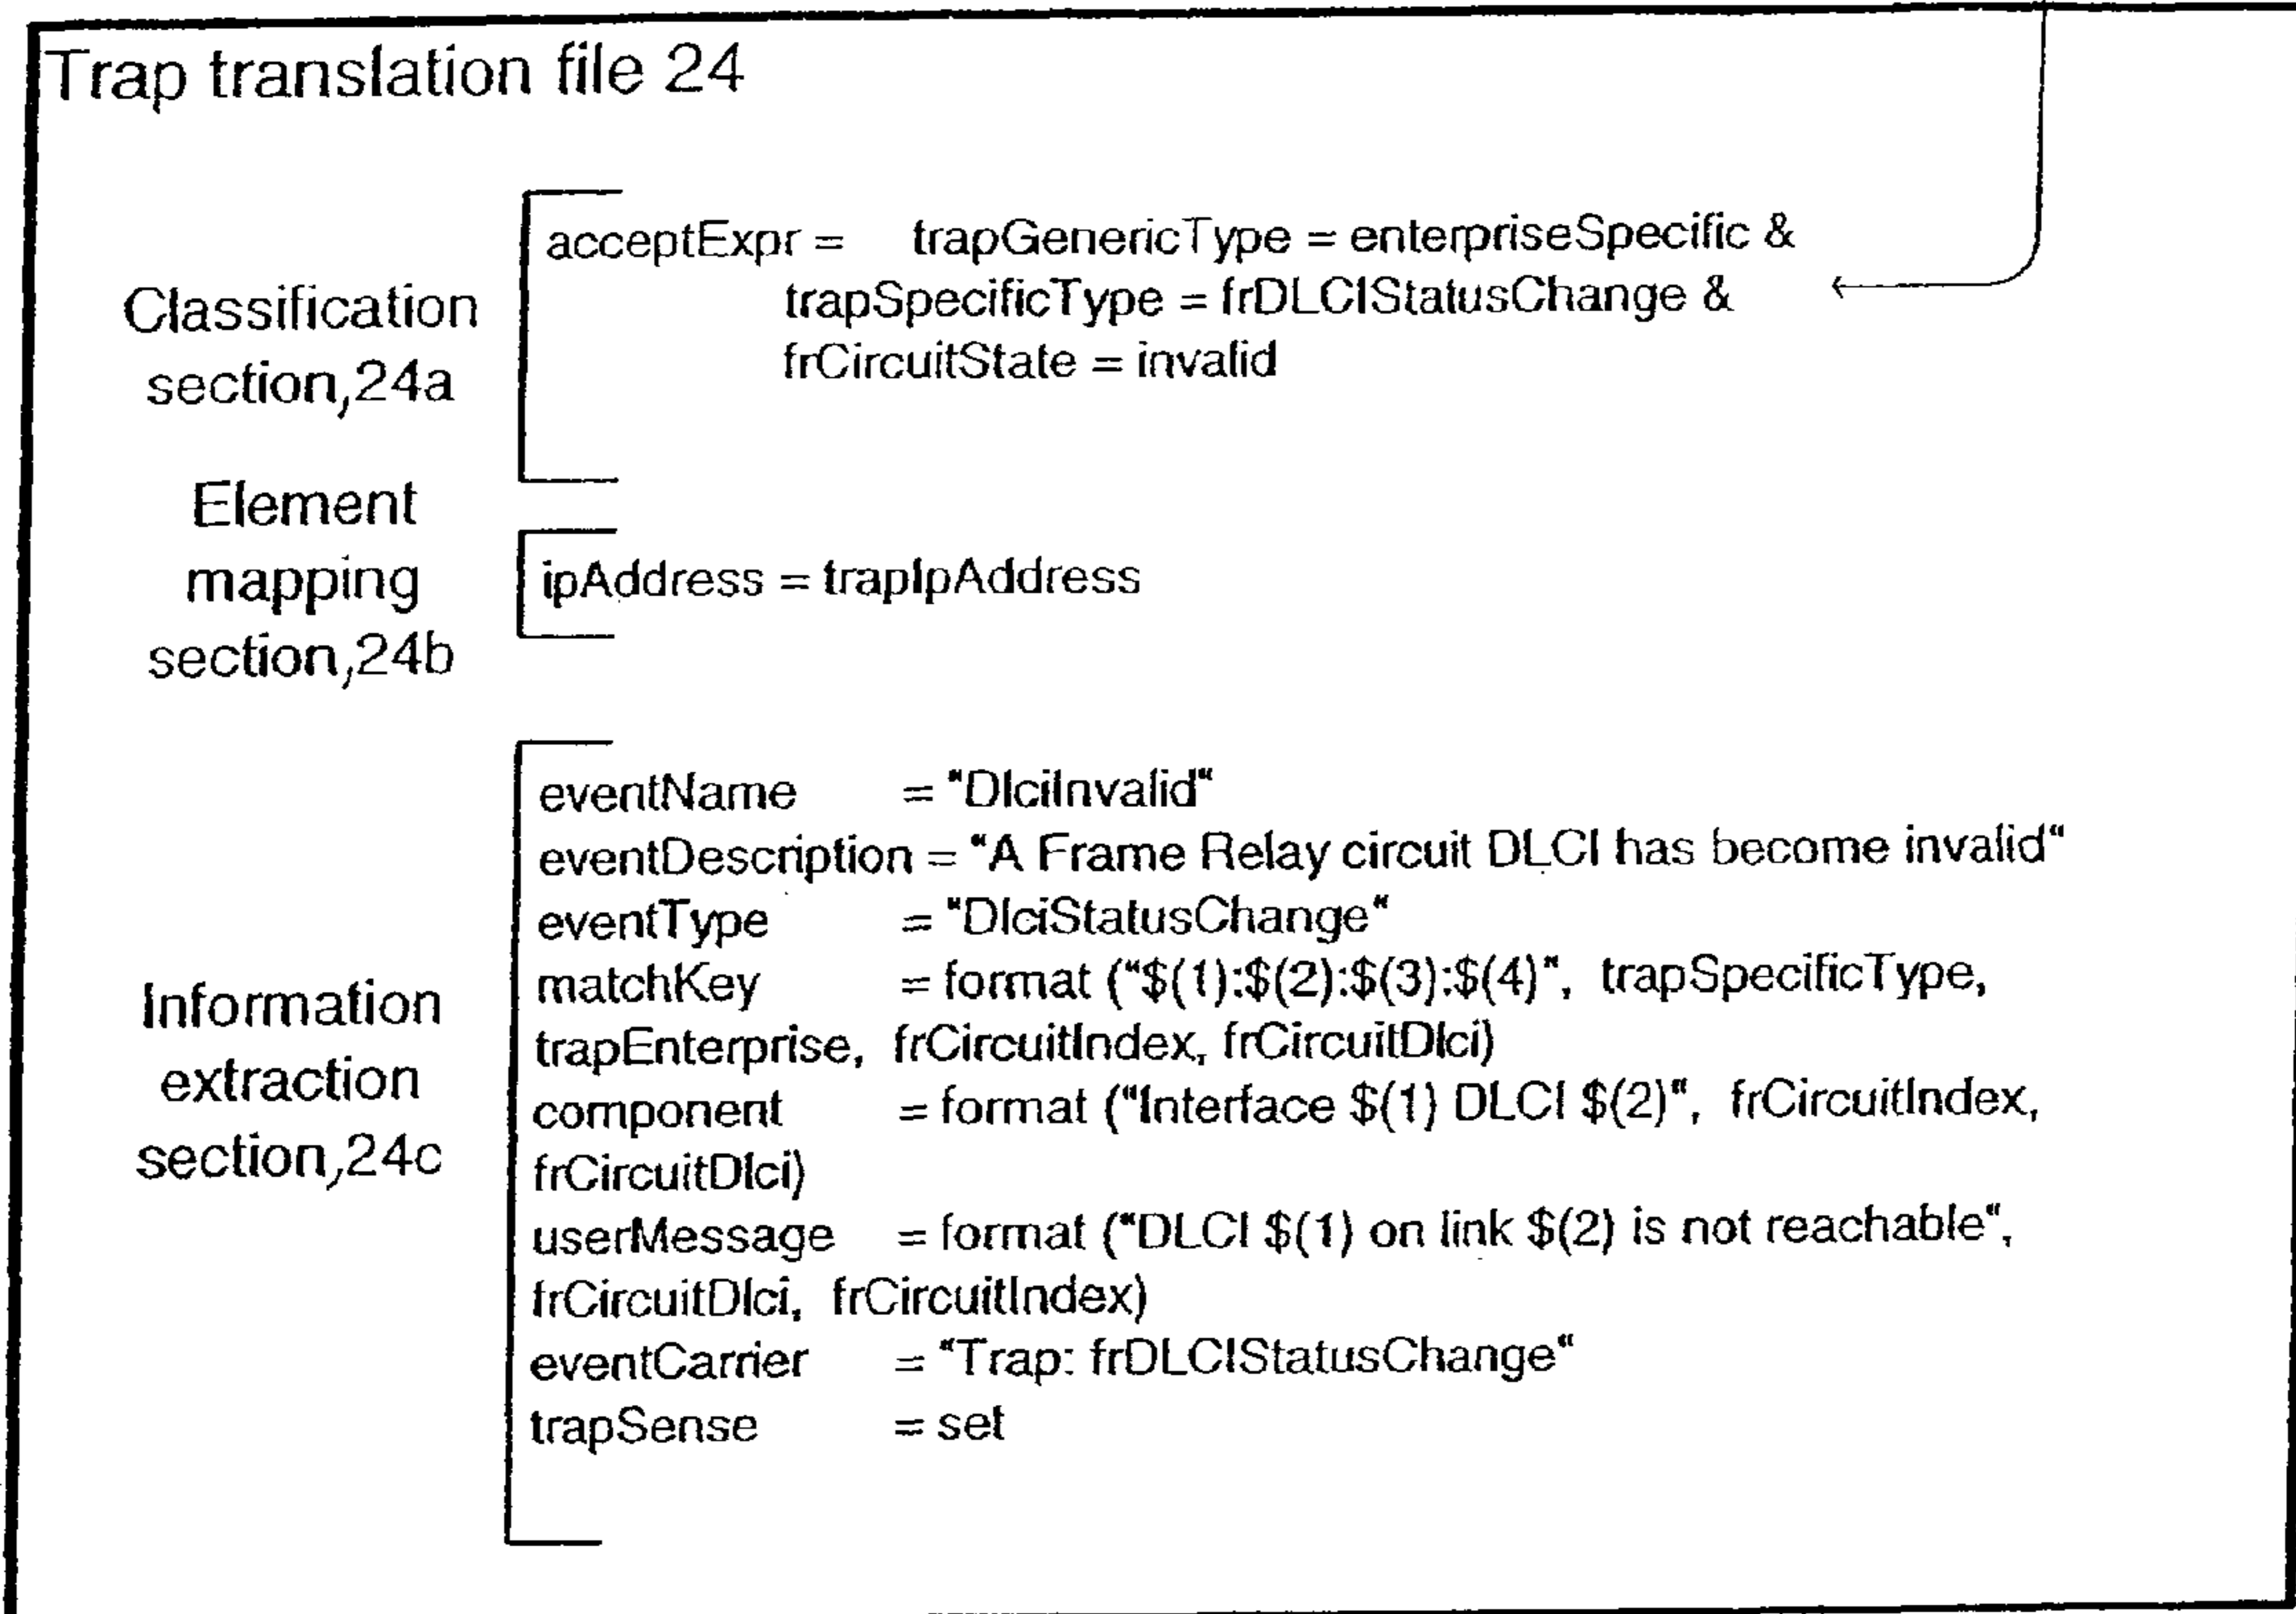 Trap translation file 24
Classification
section,24a
acceptExpr = trapGenericType = enterpriseSpecific &
trapSpecificType = frDLCIStatusChange &
frCircuitState = invalid
Element
mapping
section,24b
ipAddress = trapIpAddress
Information
extraction
section,24c
eventName = "DlciInvalid"
eventDescription = "A Frame Relay circuit DLCI has become invalid"
eventType = "DlciStatusChange"
matchKey = format ("$(1):$(2):$(3):$(4)", trapSpecificType,
trapEnterprise, frCircuitIndex, frCircuitDlci)
component = format ("Interface $(1) DLCI $(2)", frCircuitIndex,
frCircuitDlci)
userMessage = format ("DLCI $(1) on link $(2) is not reachable",
frCircuitDlci, frCircuitIndex)
eventCarrier = "Trap: frDLCIStatusChange"
trapSense = set